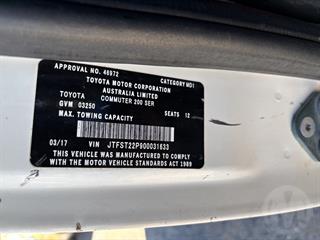 APPROVAL NO. 46972 CATEGORY MD1
TOYOTA MOTOR CORPORATION
AUSTRALIA LIMITED
TOYOTA COMMUTER 200 SER
GVM 03250 SEATS 12
MAX. TOWING CAPACITY
03/17 VIN JTFST22P900031633
THIS VEHICLE WAS MANUFACTURED TO COMPLY
WITH THE MOTOR VEHICLE STANDARDS ACT 1989